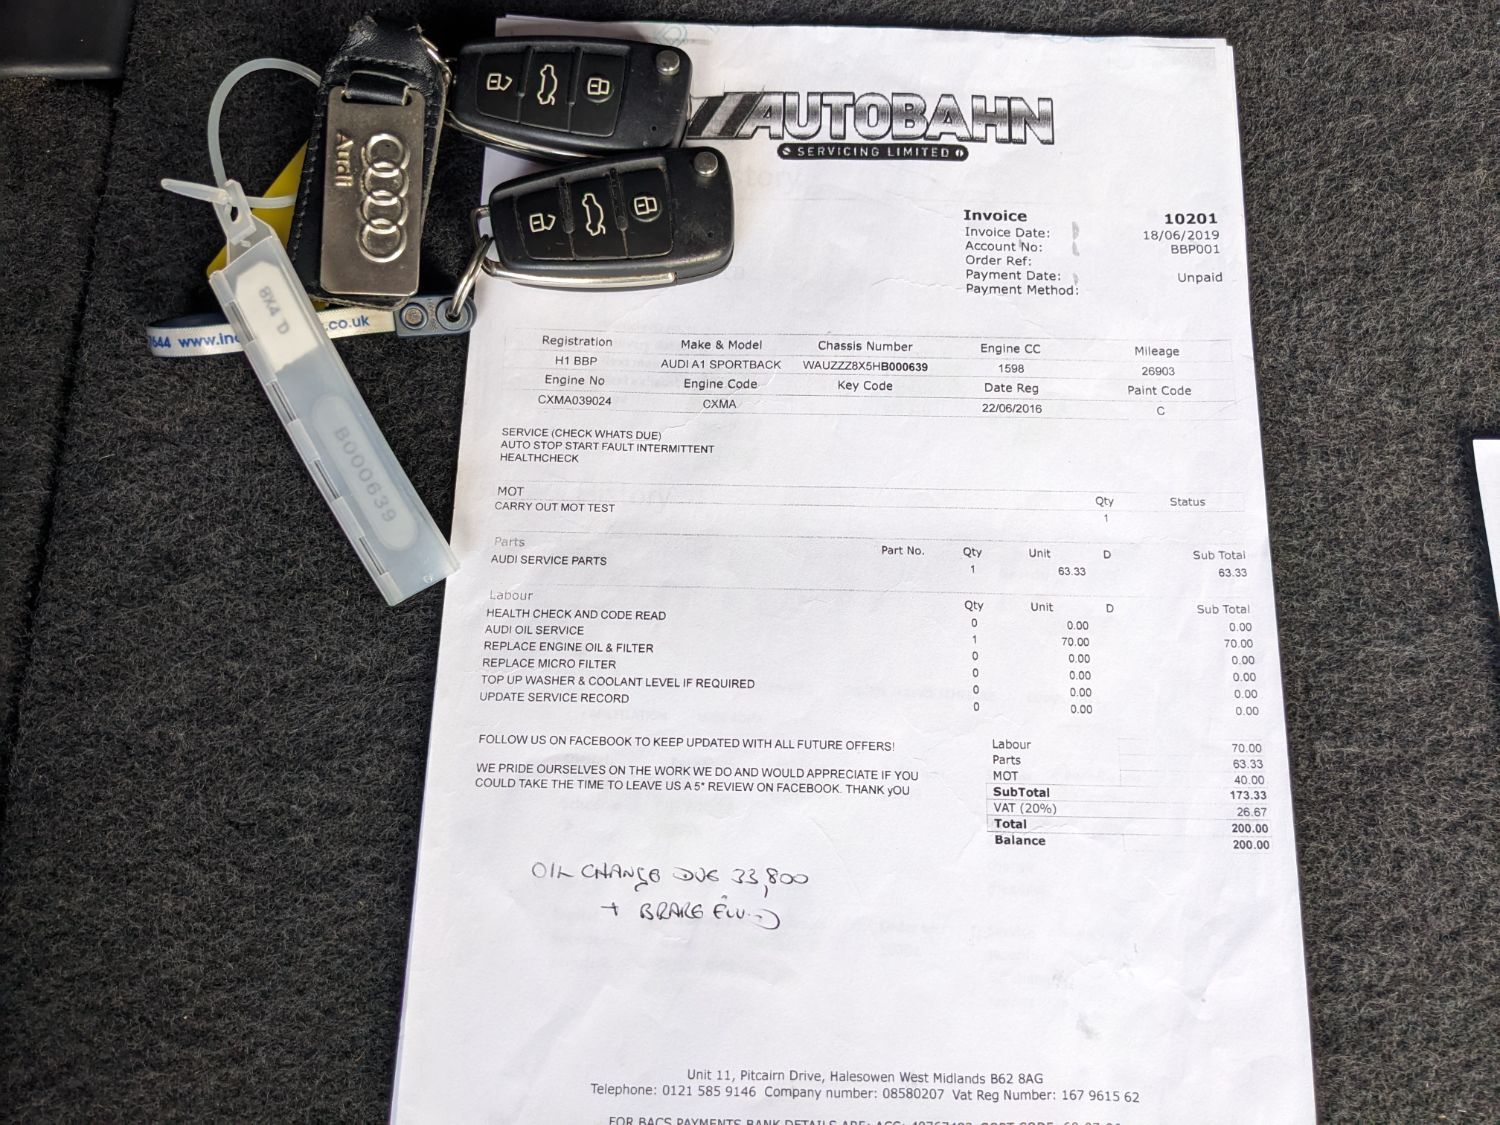 AUTOBAHN
SERVICING LIMITED
Audi
BX4 D
B000639
644 www.in
co.uk
Invoice 10201
Invoice Date: 18/06/2019
Account No: BBP001
Order Ref:
Payment Date: Unpaid
Payment Method:
Registration Make & Model Chassis Number Engine CC Mileage
H1 BBP AUDI A1 SPORTBACK WAUZZZ8X5HB000639 1598 26903
Engine No Engine Code Key Code Date Reg Paint Code
CXMA039024 CXMA 22/06/2016 C
SERVICE (CHECK WHATS DUE)
AUTO STOP START FAULT INTERMITTENT
HEALTHCHECK
MOT Qty Status
CARRY OUT MOT TEST 1
Parts Part No. Qty Unit D Sub Total
AUDI SERVICE PARTS 1 63.33 63.33
Labour Qty Unit D Sub Total
HEALTH CHECK AND CODE READ 0 0.00 0.00
AUDI OIL SERVICE 1 70.00 70.00
REPLACE ENGINE OIL & FILTER 0 0.00 0.00
REPLACE MICRO FILTER 0 0.00 0.00
TOP UP WASHER & COOLANT LEVEL IF REQUIRED 0 0.00 0.00
UPDATE SERVICE RECORD 0 0.00 0.00
FOLLOW US ON FACEBOOK TO KEEP UPDATED WITH ALL FUTURE OFFERS!
WE PRIDE OURSELVES ON THE WORK WE DO AND WOULD APPRECIATE IF YOU
COULD TAKE THE TIME TO LEAVE US A 5* REVIEW ON FACEBOOK. THANK yOU
Labour 70.00
Parts 63.33
MOT 40.00
SubTotal 173.33
VAT (20%) 26.67
Total 200.00
Balance 200.00
OIL CHANGE DUE 33,800
+ BRAKE FLUID
Unit 11, Pitcairn Drive, Halesowen West Midlands B62 8AG
Telephone: 0121 585 9146 Company number: 08580207 Vat Reg Number: 167 9615 62
FOR BACS PAYMENTS BANK DETAILS ARE: ACC: